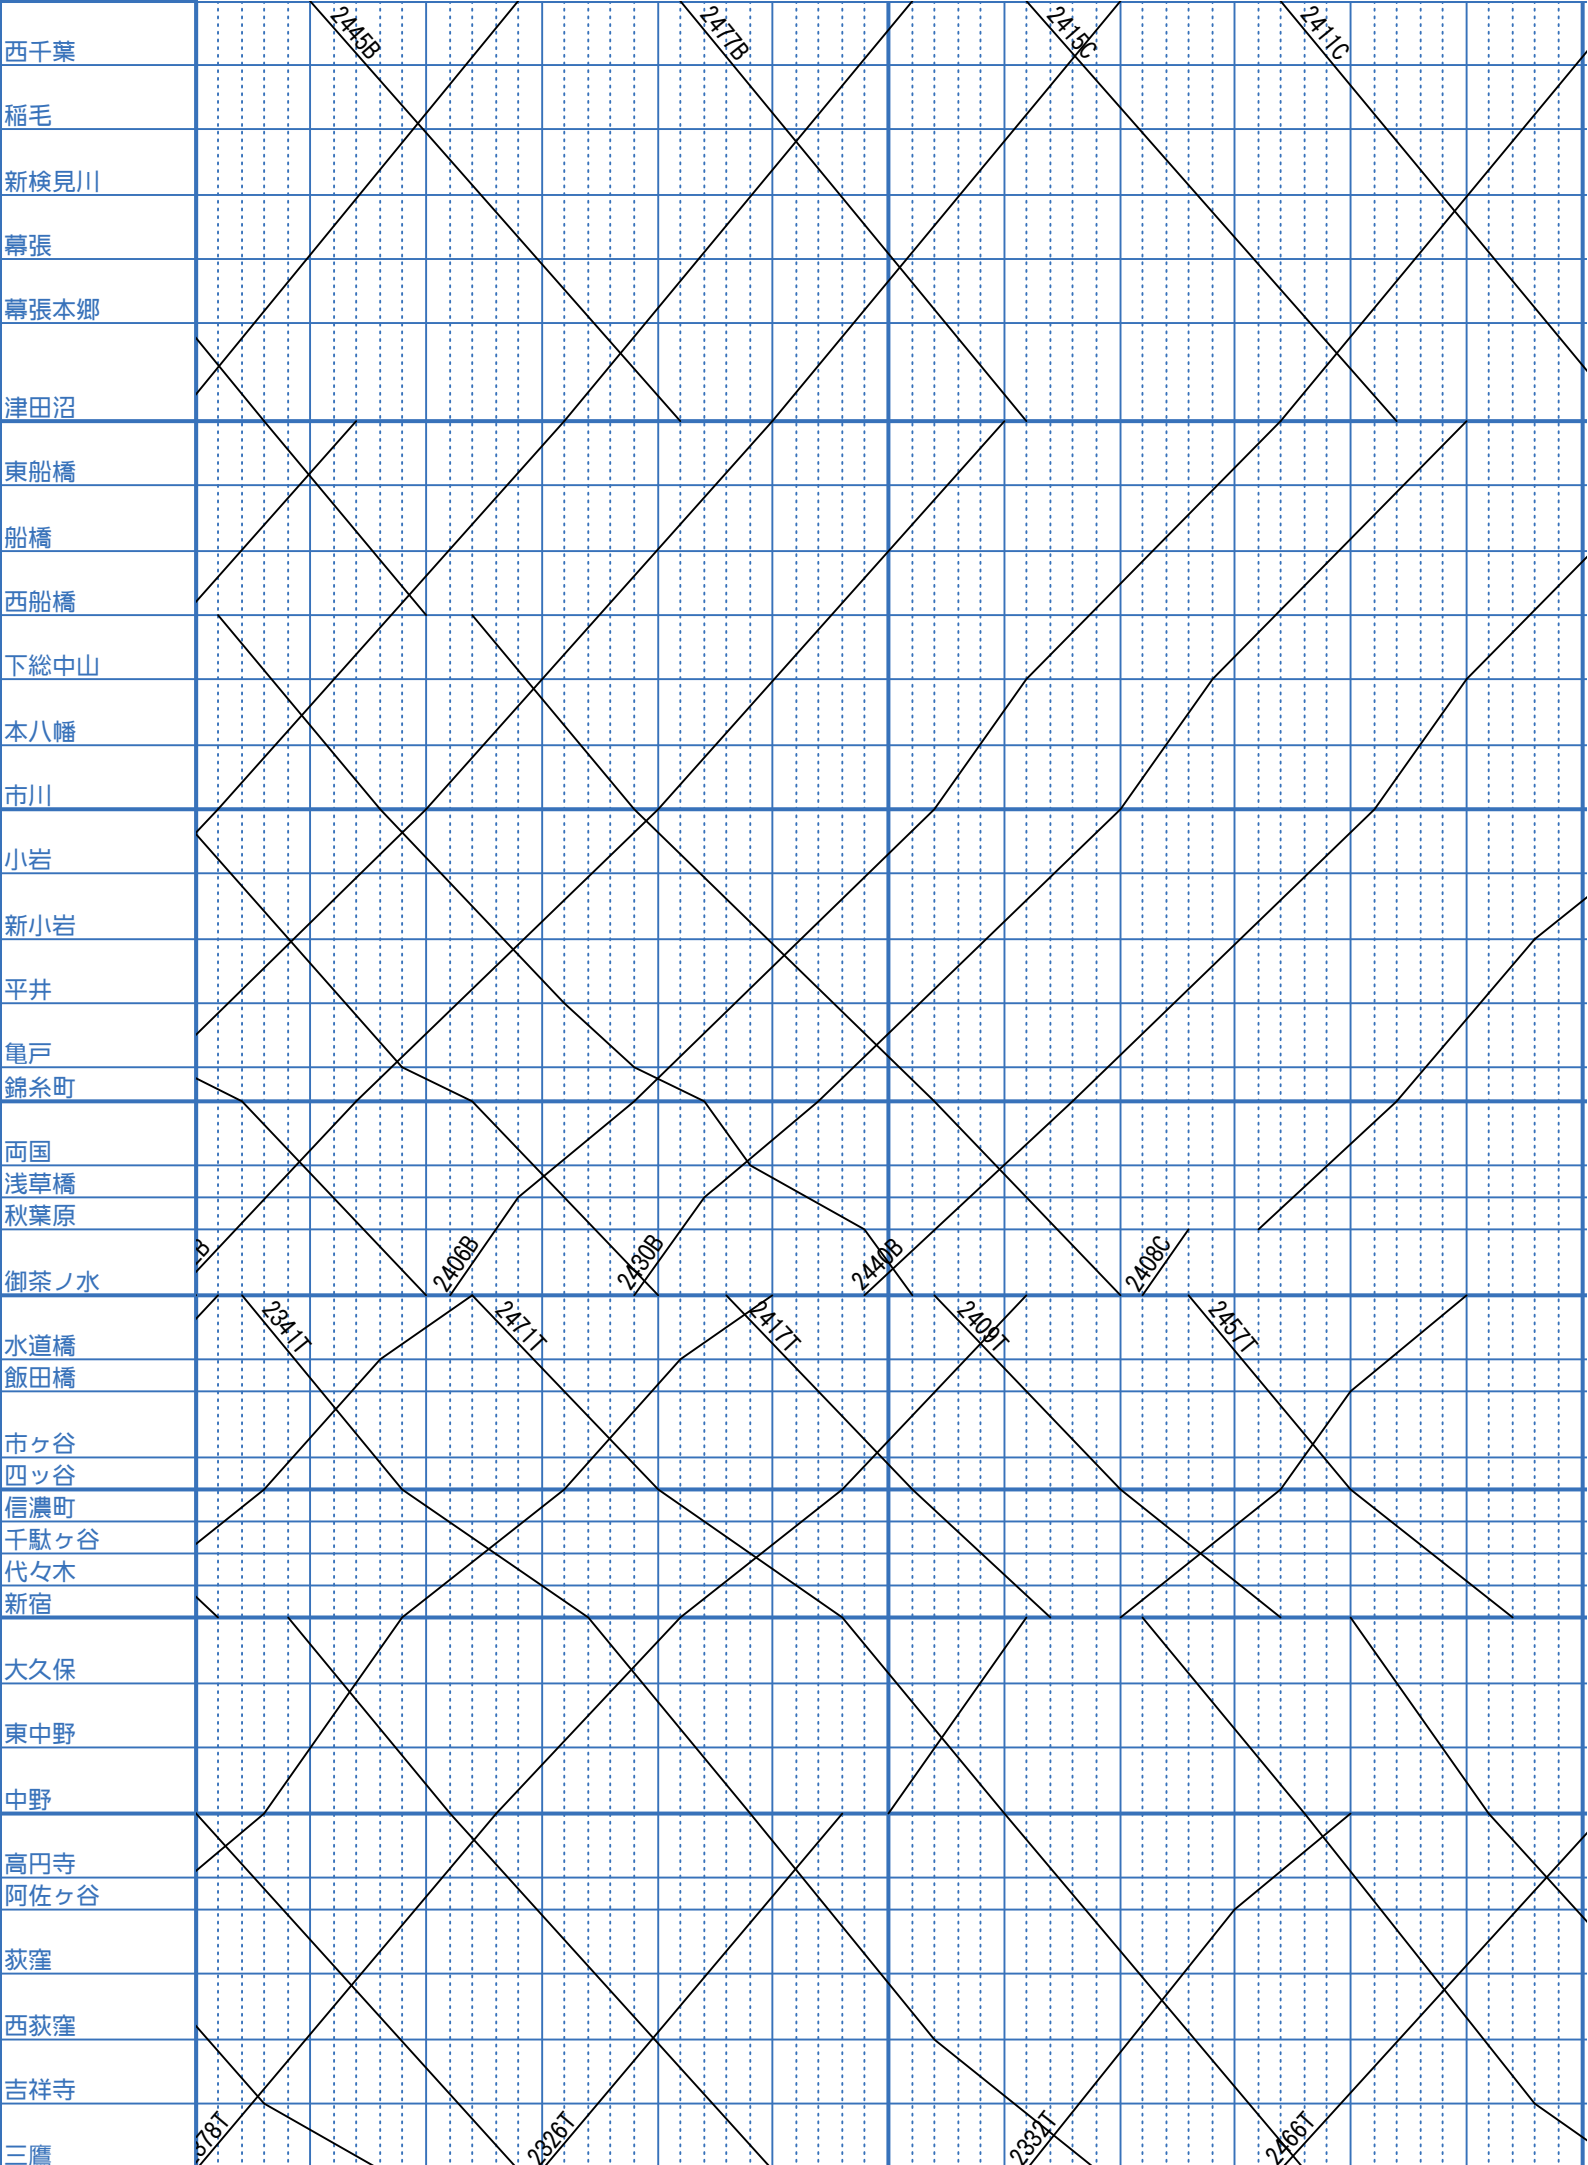 2445B
2477B
2415C
2411C
西千葉
稲毛
新検見川
幕張
幕張本郷
津田沼
東船橋
船橋
西船橋
下総中山
本八幡
市川
小岩
新小岩
平井
亀戸
錦糸町
両国
浅草橋
秋葉原
B
2406B
2430B
2440B
2408C
御茶ノ水
2341T
2471T
2417T
2409T
2457T
水道橋
飯田橋
市ヶ谷
四ッ谷
信濃町
千駄ヶ谷
代々木
新宿
大久保
東中野
中野
高円寺
阿佐ヶ谷
荻窪
西荻窪
吉祥寺
378T
2326T
2332T
2466T
三鷹